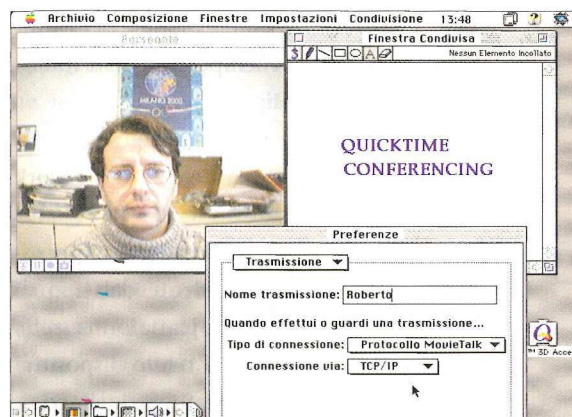 Archivio Composizione Finestre Impostazioni Condivisione 13:48
Personale
MILANO 2000
Finestra Condivisa
Nessun Elemento Incollato
QUICKTIME
CONFERENCING
Preferenze
Trasmissione
Nome trasmissione: Roberto
Quando effettui o guardi una trasmissione...
Tipo di connessione: Protocollo MovieTalk
Connessione via: TCP/IP
3D Acce